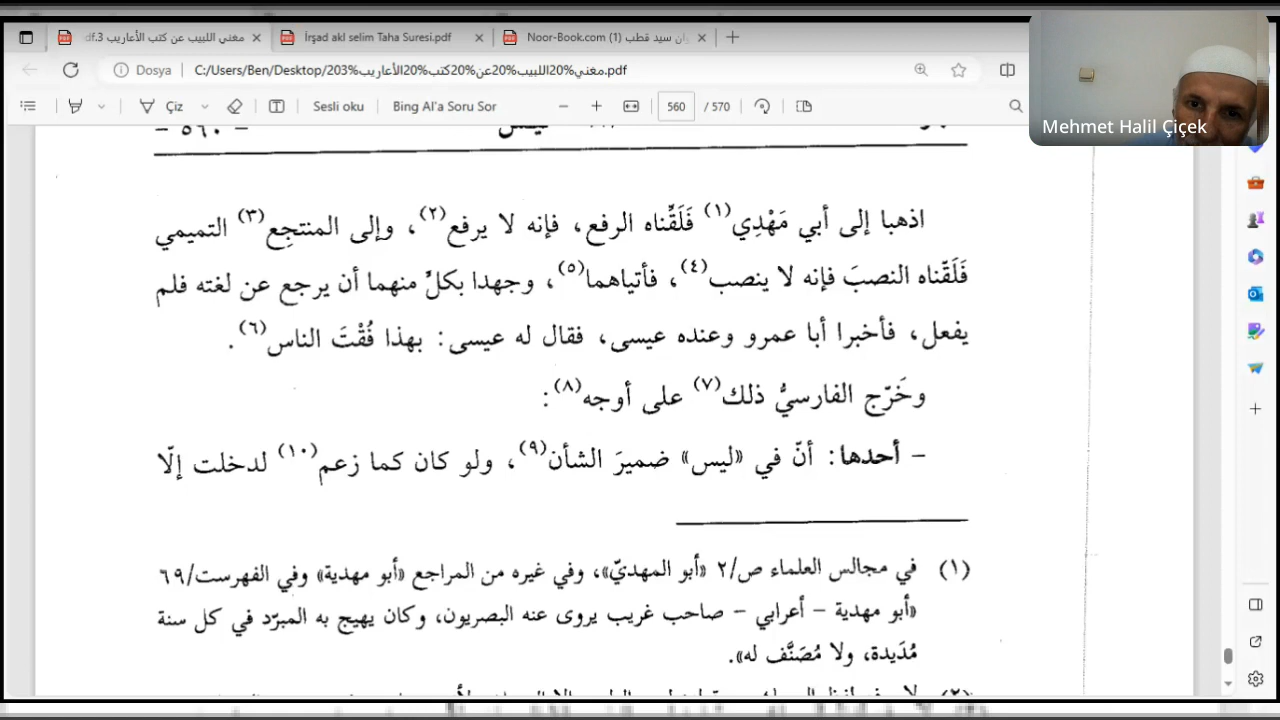 مغني اللبيب عن كتب الأعاريب 3.df
İrşad akl selim Taha Suresi.pdf
Noor-Book.com (1) ان سيد قطب
Dosya C:/Users/Ben/Desktop/203%مغني%20اللبيب%20عن%20كتب%20الأعاريب.pdf
Çiz
Sesli oku
Bing Al'a Soru Sor
560 / 570
Mehmet Halil Çiçek
ليس
- ٥٦٠ -
اذهبا إلى أبي مَهْدِي(١) فَلَقِّناه الرفع، فإنه لا يرفع(٢)، وإلى المنتجِع(٣) التميمي
فَلَقّناه النصبَ فإنه لا ينصب(٤)، فأتياهما(٥)، وجهدا بكلٍّ منهما أن يرجع عن لغته فلم
يفعل، فأخبرا أبا عمرو وعنده عيسى، فقال له عيسى: بهذا فُقْتَ الناس(٦).
وخَرّج الفارسيُّ ذلك(٧) على أوجه(٨):
- أحدها: أنّ في «ليس» ضميرَ الشأن(٩)، ولو كان كما زعم(١٠) لدخلت إلّا
(١) في مجالس العلماء ص/٢ «أبو المهديّ»، وفي غيره من المراجع «أبو مهدية» وفي الفهرست/٦٩
«أبو مهدية - أعرابي - صاحب غريب يروى عنه البصريون، وكان يهيج به المبرّد في كل سنة
مُدَيدة، ولا مُصَنَّف له».